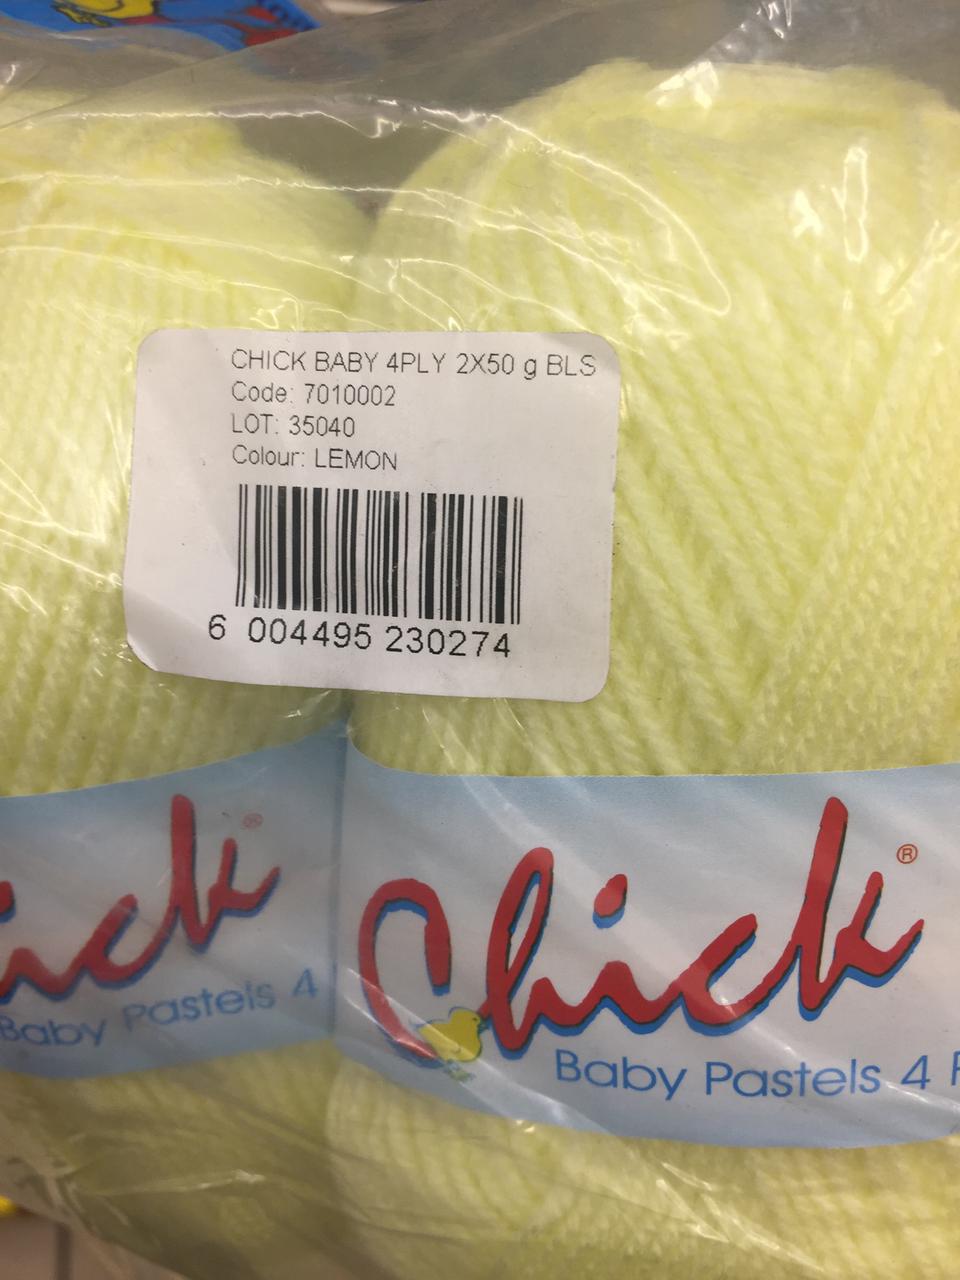 CHICK BABY 4PLY 2X50 g BLS
Code: 7010002
LOT: 35040
Colour: LEMON
6 004495 230274
ick ®
Baby Pastels 4
Chick ®
Baby Pastels 4 P